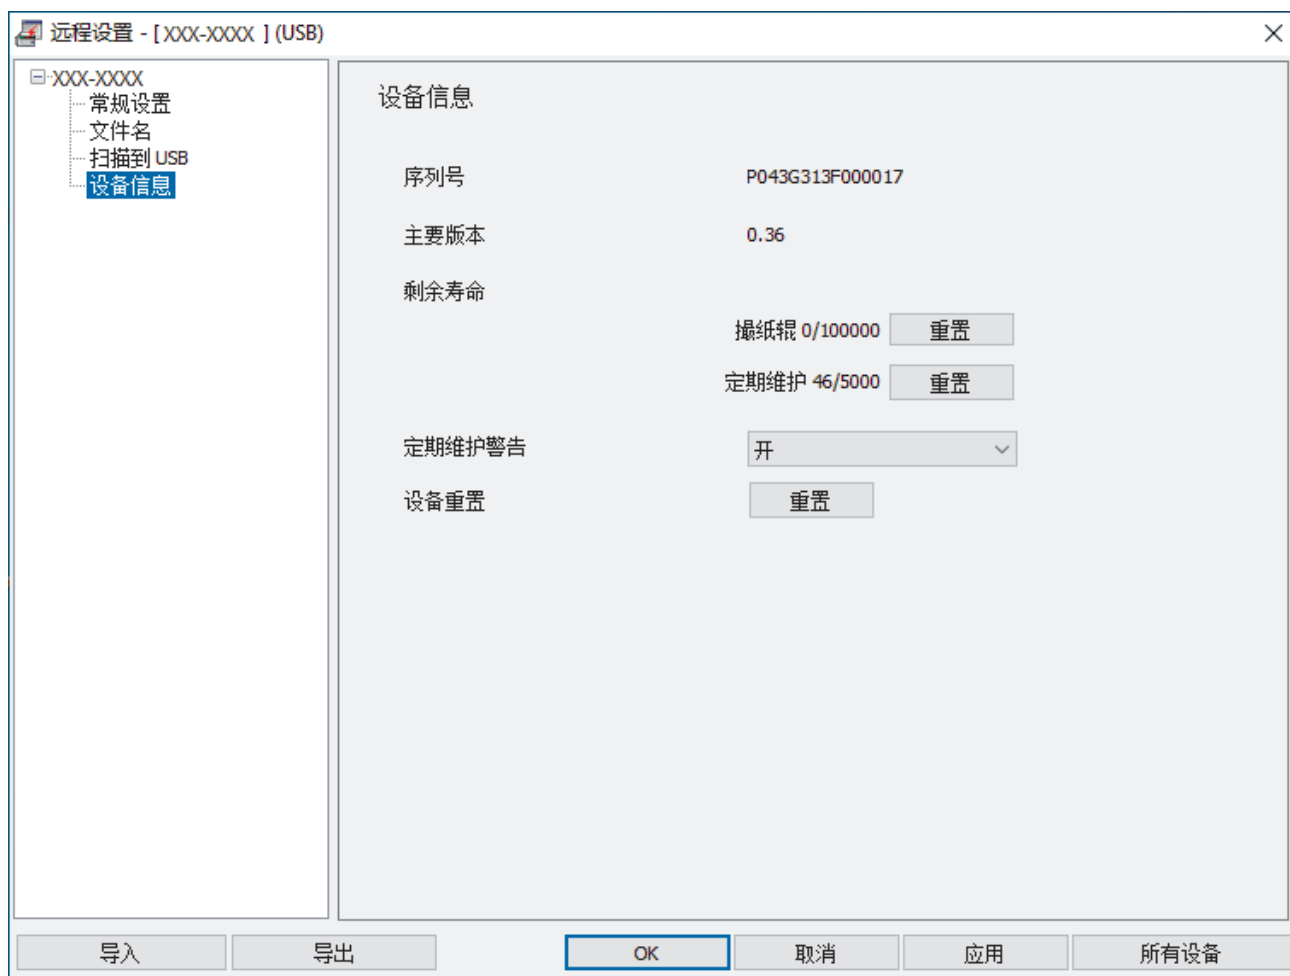 远程设置 - [ XXX-XXXX ] (USB)
XXX-XXXX
常规设置
文件名
扫描到 USB
设备信息
设备信息
序列号 P043G313F000017
主要版本 0.36
剩余寿命
撮纸辊 0/100000 重置
定期维护 46/5000 重置
定期维护警告 开
设备重置 重置
导入 导出 OK 取消 应用 所有设备